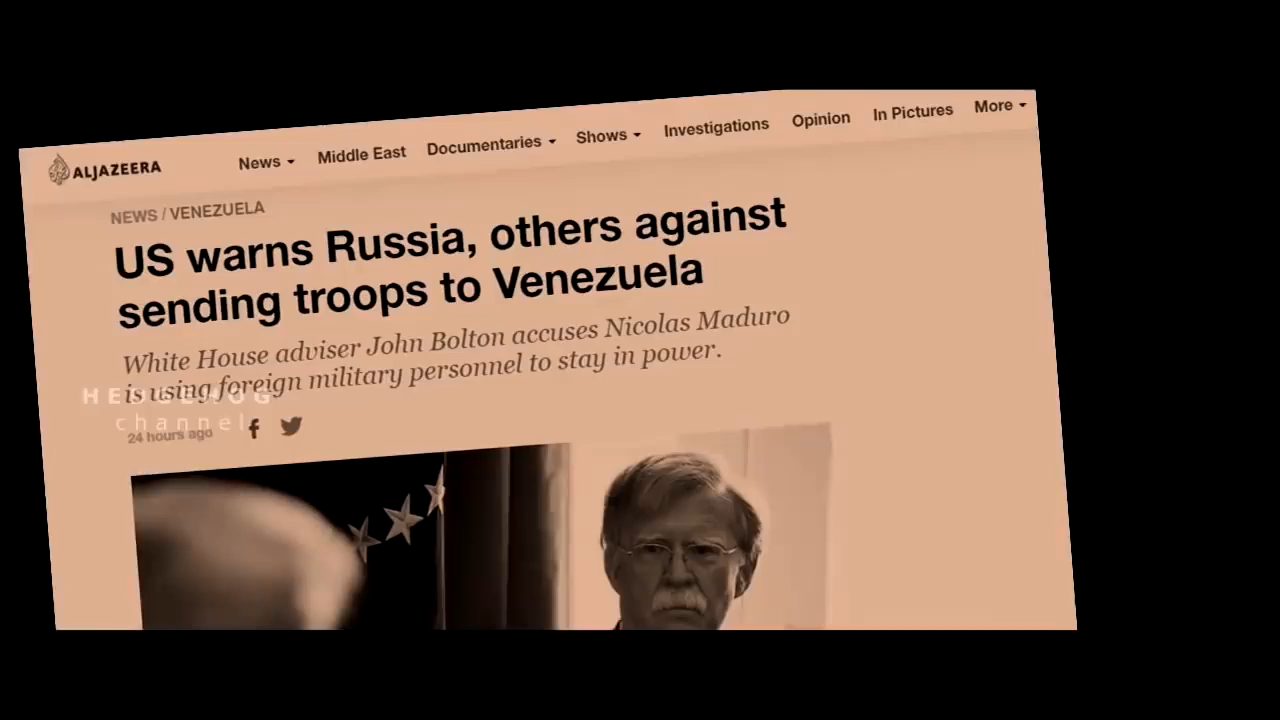 ALJAZEERA
News Middle East Documentaries Shows Investigations Opinion In Pictures More
NEWS / VENEZUELA
US warns Russia, others against
sending troops to Venezuela
White House adviser John Bolton accuses Nicolas Maduro
is using foreign military personnel to stay in power.
HEDGEHOG
channel
24 hours ago